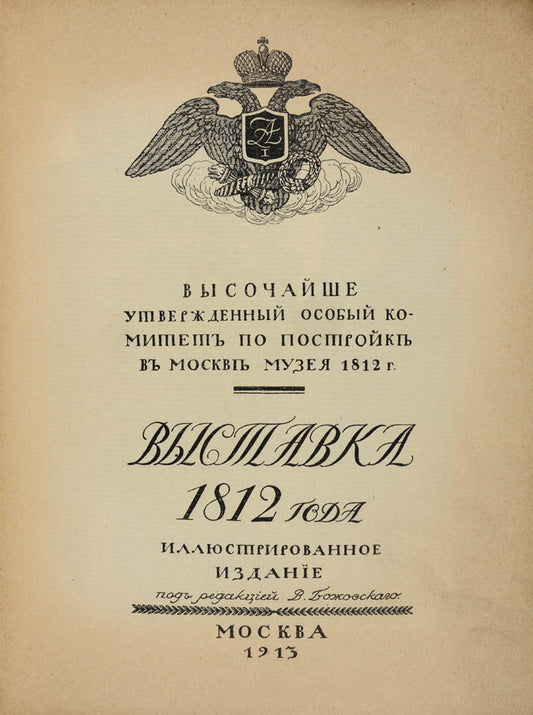 А
I
ВЫСОЧАЙШЕ
УТВЕРЖДЕННЫЙ ОСОБЫЙ КО-
МИТЕТЪ ПО ПОСТРОЙКѢ
ВЪ МОСКВѢ МУЗЕЯ 1812 г.
ВЫСТАВКА
1812 ГОДА
ИЛЛЮСТРИРОВАННОЕ
ИЗДАНІЕ
подъ редакціей В. Божовскаго.
МОСКВА
1913